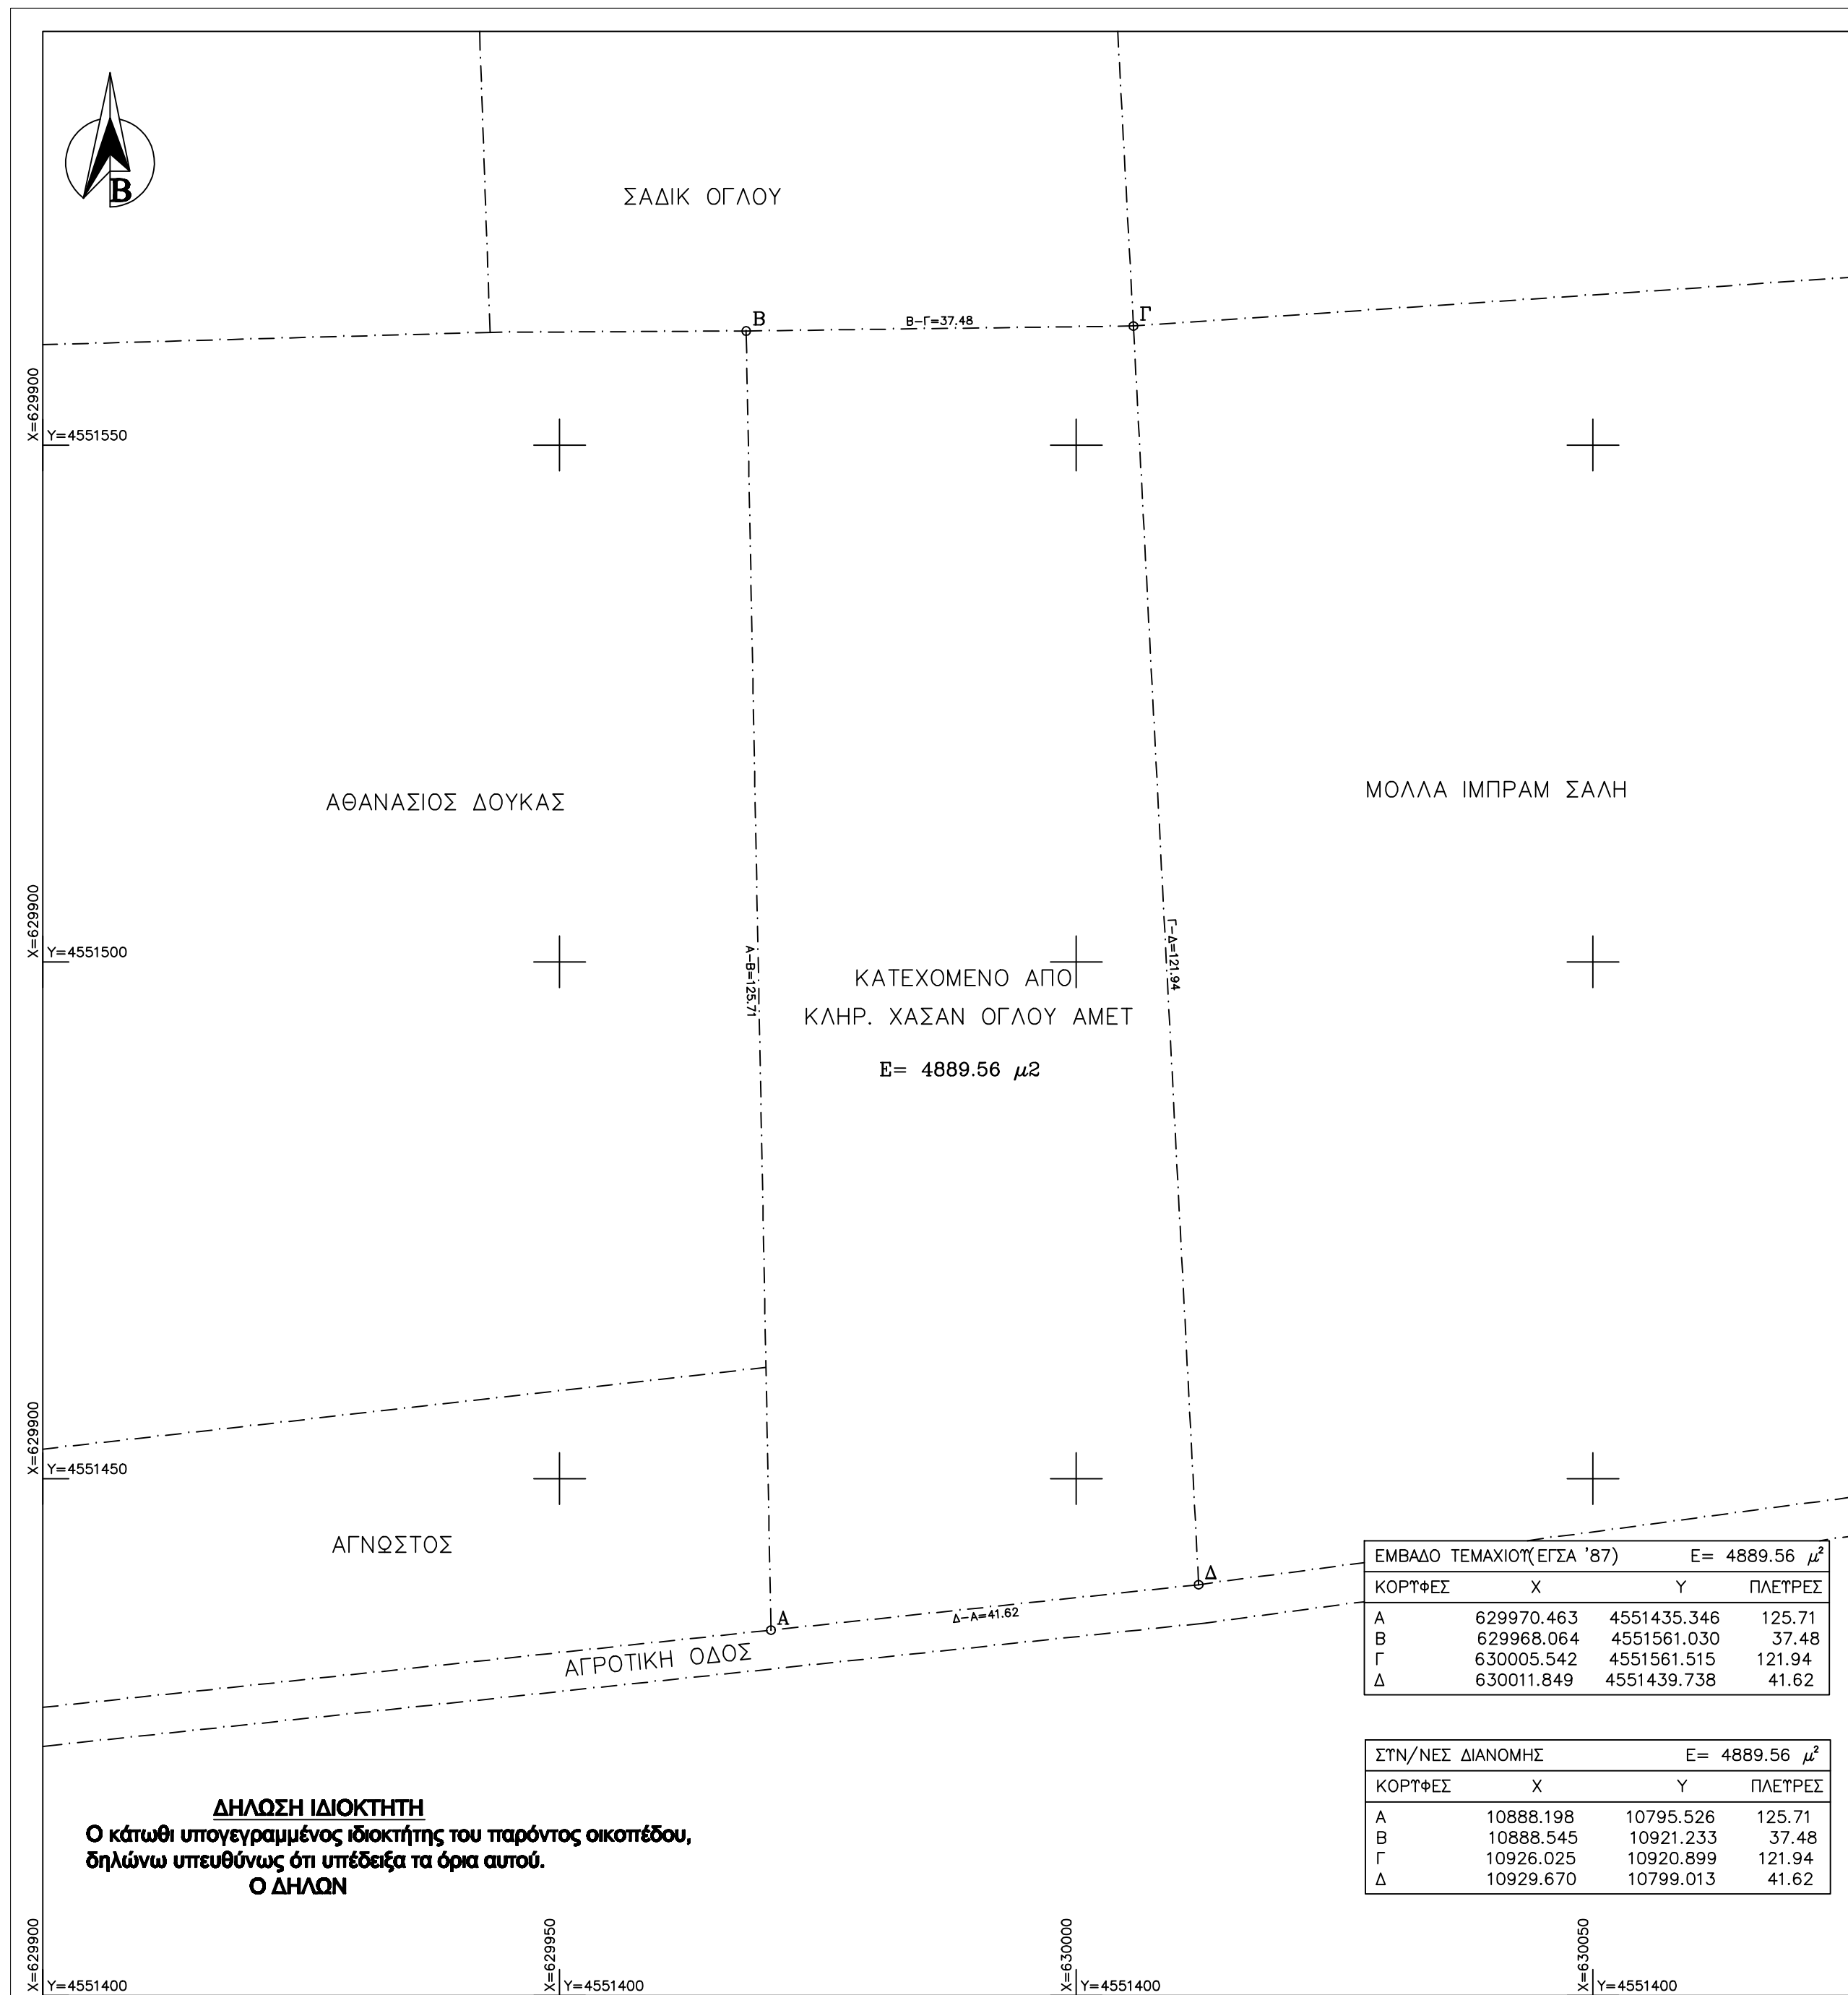 B
ΣΑΔΙΚ ΟΓΛΟΥ
Β
Β-Γ=37.48
Γ
X=629900
Y=4551550
ΑΘΑΝΑΣΙΟΣ ΔΟΥΚΑΣ
ΜΟΛΛΑ ΙΜΠΡΑΜ ΣΑΛΗ
X=629900
Y=4551500
Α-Β=125.71
Γ-Δ=121.94
ΚΑΤΕΧΟΜΕΝΟ ΑΠΟ
ΚΛΗΡ. ΧΑΣΑΝ ΟΓΛΟΥ ΑΜΕΤ
Ε= 4889.56 μ2
X=629900
Y=4551450
ΑΓΝΩΣΤΟΣ
Α
Δ-Α=41.62
Δ
ΑΓΡΟΤΙΚΗ ΟΔΟΣ
ΕΜΒΑΔΟ ΤΕΜΑΧΙΟΥ(ΕΓΣΑ '87) Ε= 4889.56 μ²
ΚΟΡΥΦΕΣ Χ Υ ΠΛΕΥΡΕΣ
Α 629970.463 4551435.346 125.71
Β 629968.064 4551561.030 37.48
Γ 630005.542 4551561.515 121.94
Δ 630011.849 4551439.738 41.62
ΣΥΝ/ΝΕΣ ΔΙΑΝΟΜΗΣ Ε= 4889.56 μ²
ΚΟΡΥΦΕΣ Χ Υ ΠΛΕΥΡΕΣ
Α 10888.198 10795.526 125.71
Β 10888.545 10921.233 37.48
Γ 10926.025 10920.899 121.94
Δ 10929.670 10799.013 41.62
ΔΗΛΩΣΗ ΙΔΙΟΚΤΗΤΗ
Ο κάτωθι υπογεγραμμένος ιδιοκτήτης του παρόντος οικοπέδου,
δηλώνω υπευθύνως ότι υπέδειξα τα όρια αυτού.
Ο ΔΗΛΩΝ
X=629900
Y=4551400
X=629950
Y=4551400
X=630000
Y=4551400
X=630050
Y=4551400